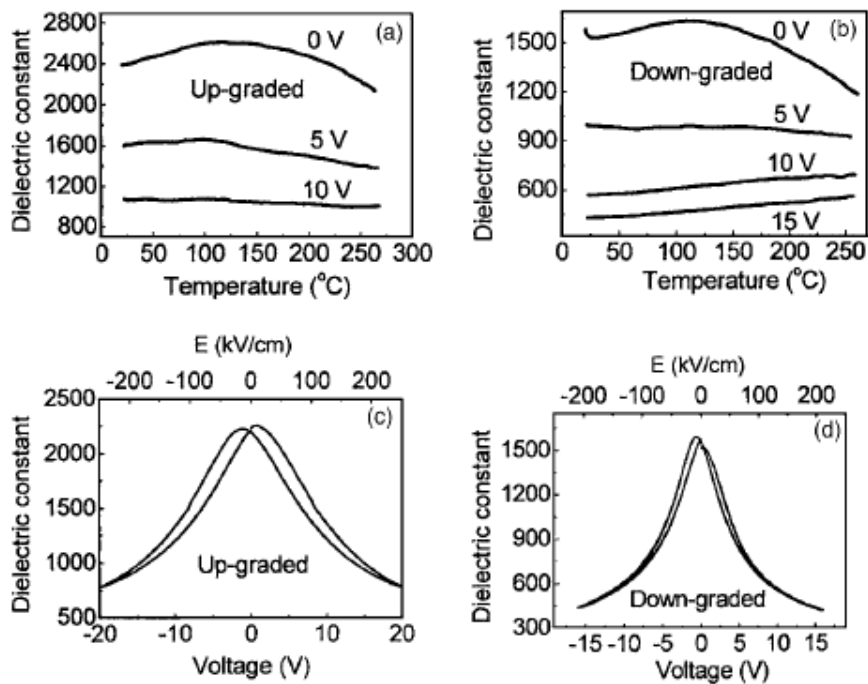 (a)
2800
2400
2000
1600
1200
800
Dielectric constant
0 V
Up-graded
5 V
10 V
0 50 100 150 200 250 300
Temperature (°C)
(b)
1500
1200
900
600
Dielectric constant
0 V
Down-graded
5 V
10 V
15 V
0 50 100 150 200 250
Temperature (°C)
E (kV/cm)
-200 -100 0 100 200
(c)
2500
2000
1500
1000
500
Dielectric constant
Up-graded
-20 -10 0 10 20
Voltage (V)
E (kV/cm)
-200 -100 0 100 200
(d)
1500
1200
900
600
300
Dielectric constant
Down-graded
-15 -10 -5 0 5 10 15
Voltage (V)